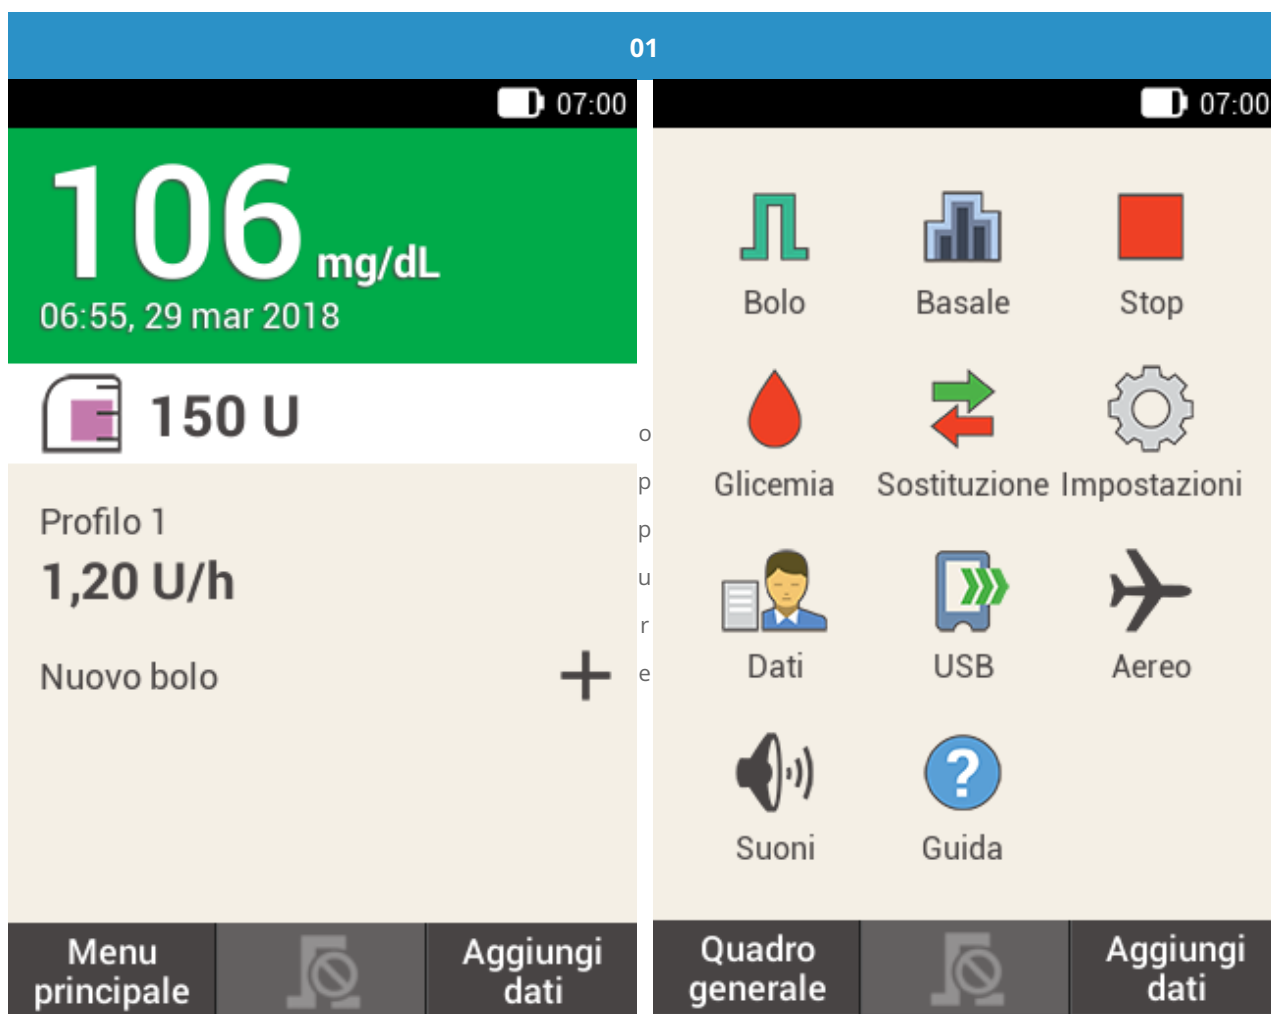 01
07:00
106 mg/dL
06:55, 29 mar 2018
150 U
Profilo 1
1,20 U/h
Nuovo bolo
Menu
principale
Aggiungi
dati
o
p
p
u
r
e
07:00
Bolo Basale Stop
Glicemia Sostituzione Impostazioni
Dati USB Aereo
?
Suoni Guida
Quadro
generale
Aggiungi
dati